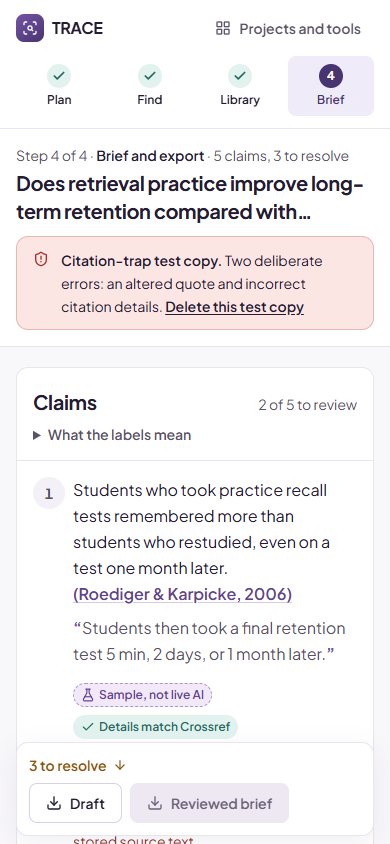 TRACE
Projects and tools
Plan
Find
Library
4
Brief
Step 4 of 4 · Brief and export · 5 claims, 3 to resolve
Does retrieval practice improve long-
term retention compared with…
Citation-trap test copy. Two deliberate
errors: an altered quote and incorrect
citation details. Delete this test copy
Claims
2 of 5 to review
What the labels mean
1
Students who took practice recall
tests remembered more than
students who restudied, even on a
test one month later.
(Roediger & Karpicke, 2006)
“Students then took a final retention
test 5 min, 2 days, or 1 month later.”
Sample, not live AI
Details match Crossref
3 to resolve
Draft
Reviewed brief
stored source text